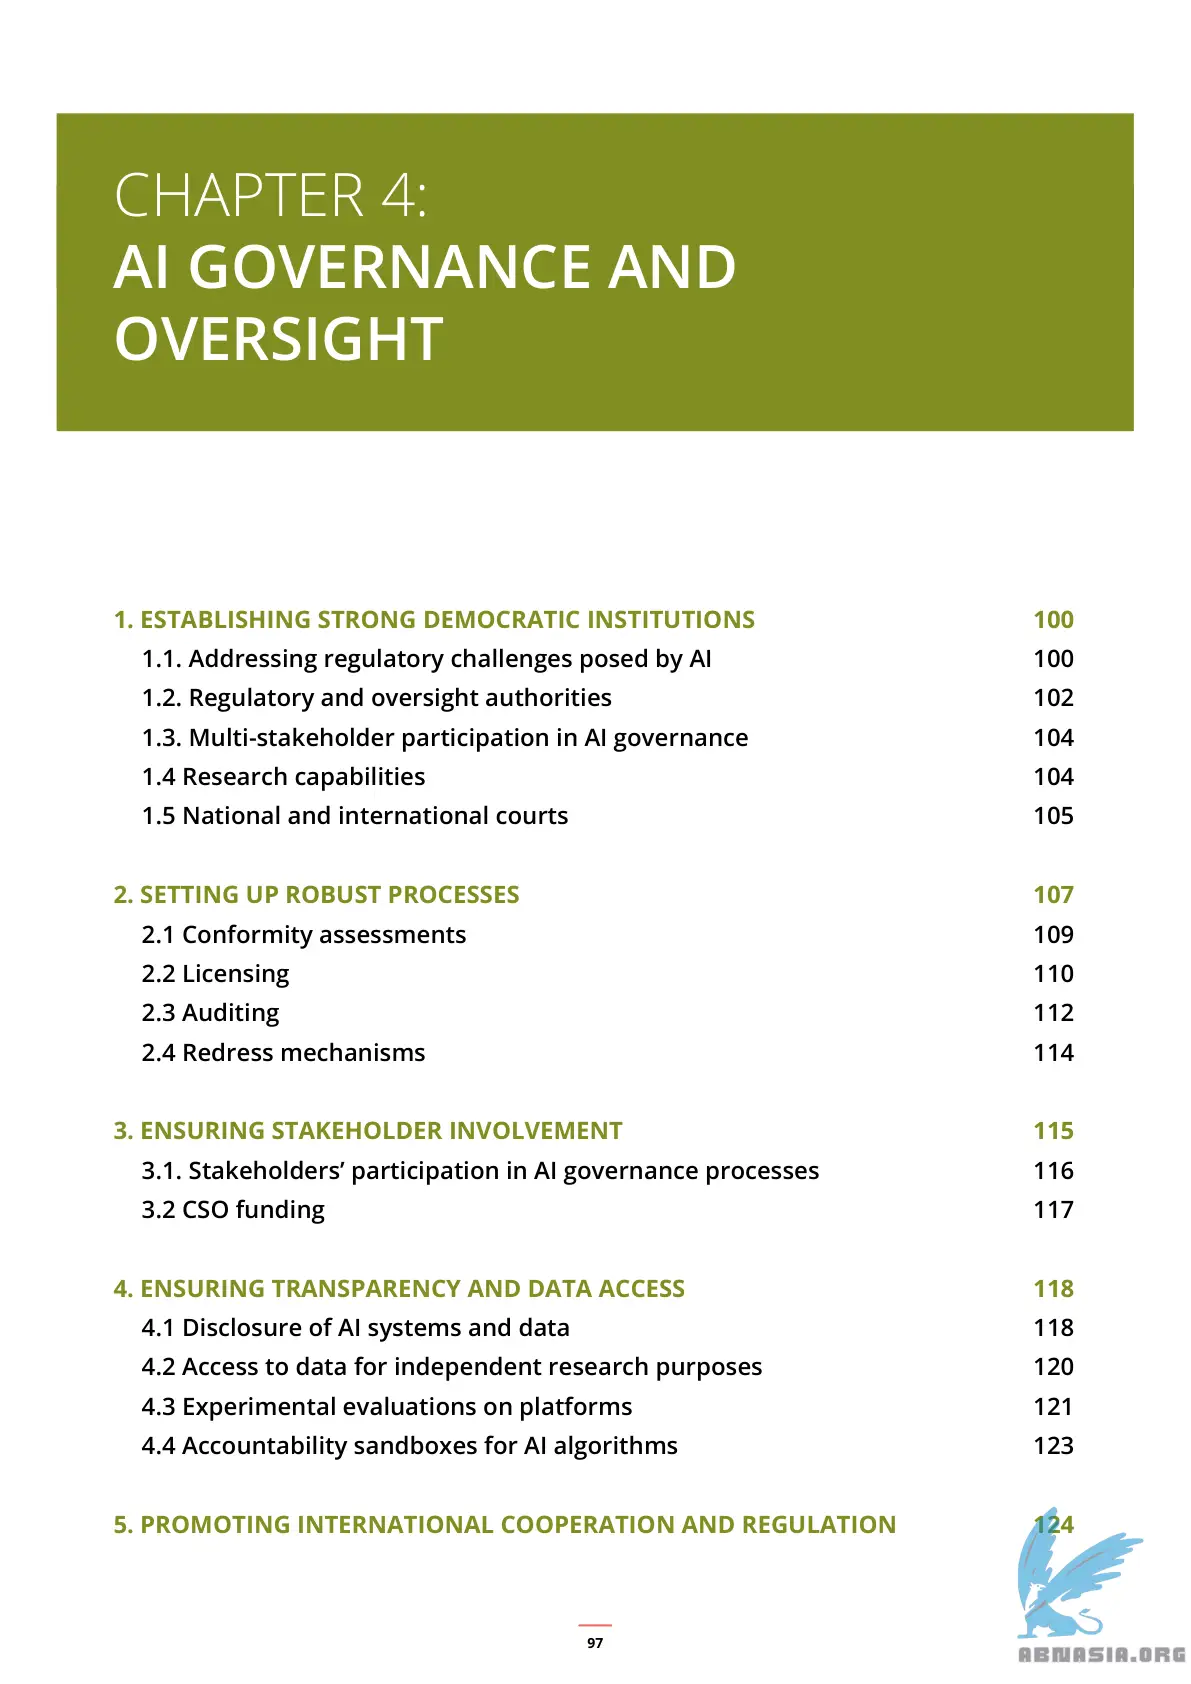 CHAPTER 4:
AI GOVERNANCE AND
OVERSIGHT
1. ESTABLISHING STRONG DEMOCRATIC INSTITUTIONS 100
1.1. Addressing regulatory challenges posed by AI 100
1.2. Regulatory and oversight authorities 102
1.3. Multi-stakeholder participation in AI governance 104
1.4 Research capabilities 104
1.5 National and international courts 105
2. SETTING UP ROBUST PROCESSES 107
2.1 Conformity assessments 109
2.2 Licensing 110
2.3 Auditing 112
2.4 Redress mechanisms 114
3. ENSURING STAKEHOLDER INVOLVEMENT 115
3.1. Stakeholders’ participation in AI governance processes 116
3.2 CSO funding 117
4. ENSURING TRANSPARENCY AND DATA ACCESS 118
4.1 Disclosure of AI systems and data 118
4.2 Access to data for independent research purposes 120
4.3 Experimental evaluations on platforms 121
4.4 Accountability sandboxes for AI algorithms 123
5. PROMOTING INTERNATIONAL COOPERATION AND REGULATION 124
97
ABNASIA.ORG